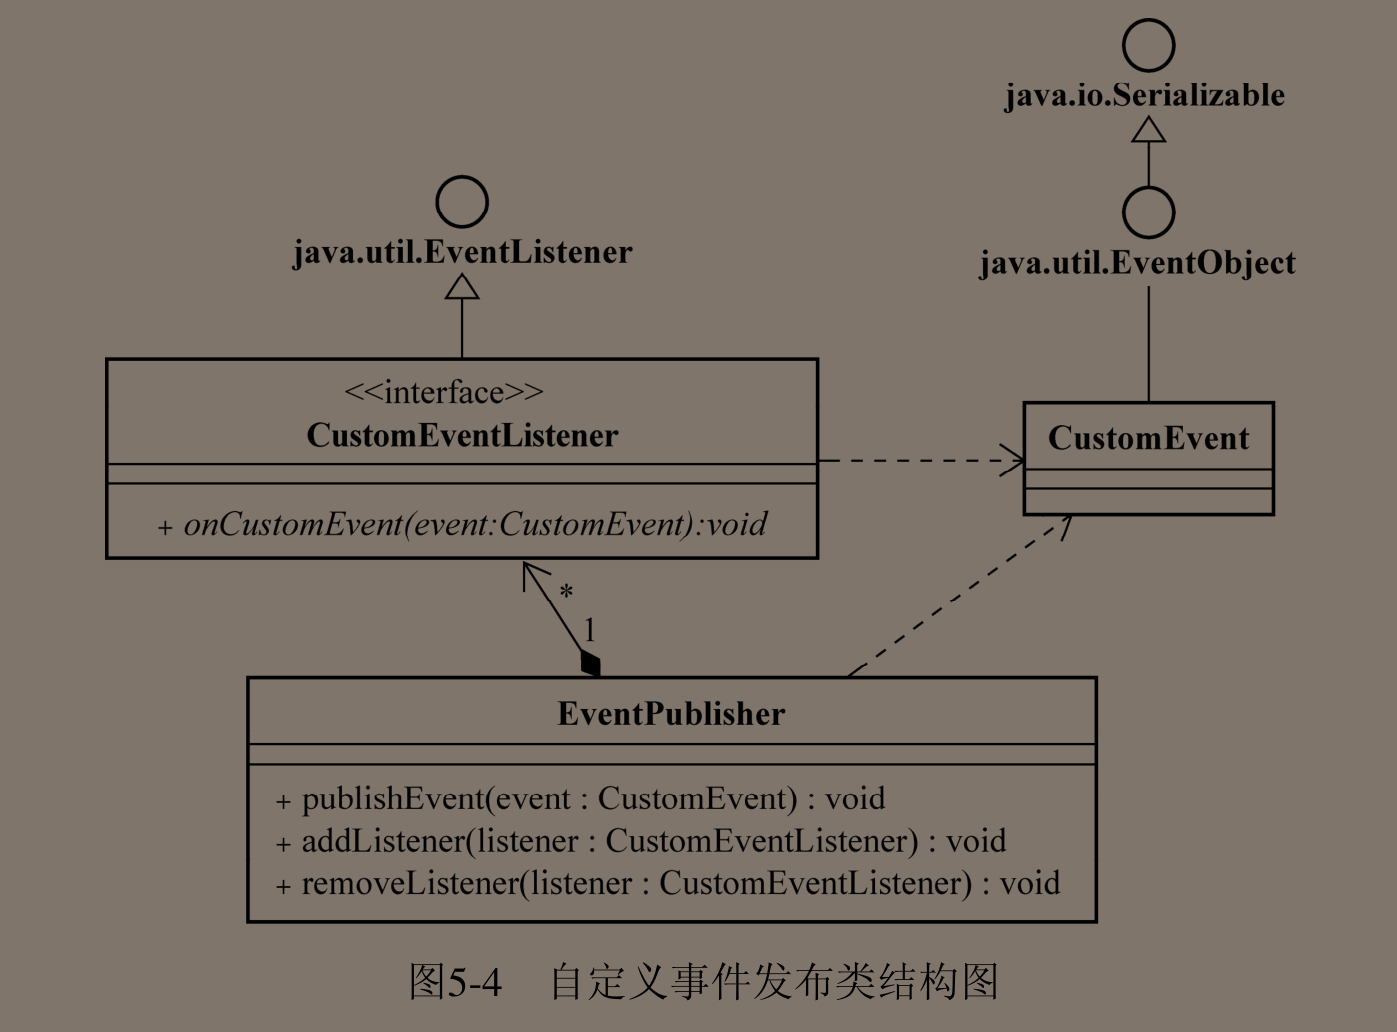 java.io.Serializable
java.util.EventListener
java.util.EventObject
<<interface>>
CustomEventListener
CustomEvent
+ onCustomEvent(event:CustomEvent):void
*
1
EventPublisher
+ publishEvent(event : CustomEvent) : void
+ addListener(listener : CustomEventListener) : void
+ removeListener(listener : CustomEventListener) : void
图5-4 自定义事件发布类结构图